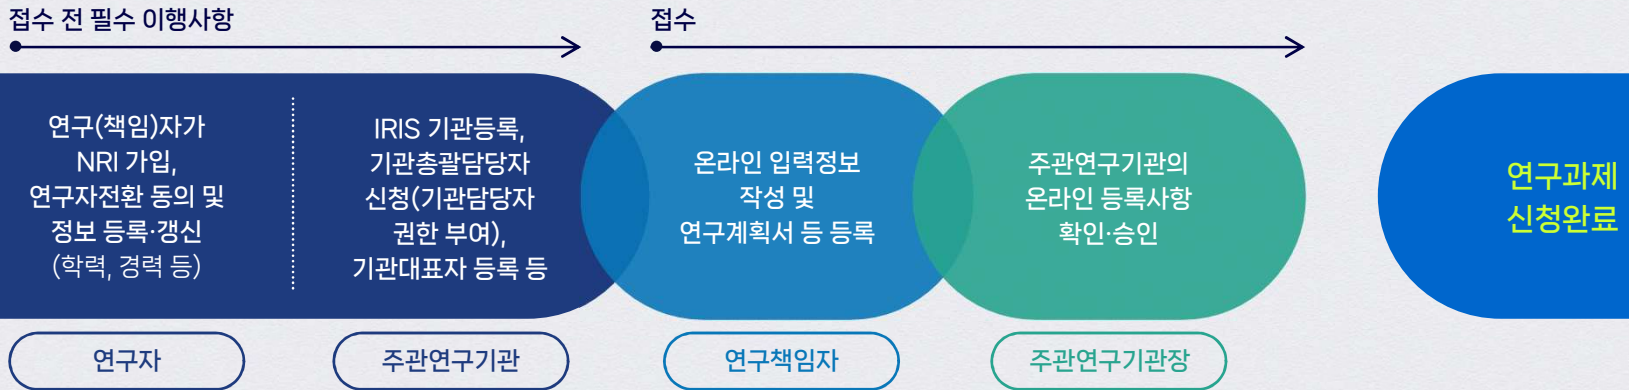 접수 전 필수 이행사항
접수
연구(책임)자가
NRI 가입,
연구자전환 동의 및
정보 등록·갱신
(학력, 경력 등)
IRIS 기관등록,
기관총괄담당자
신청(기관담당자
권한 부여),
기관대표자 등록 등
온라인 입력정보
작성 및
연구계획서 등 등록
주관연구기관의
온라인 등록사항
확인·승인
연구과제
신청완료
연구자
주관연구기관
연구책임자
주관연구기관장